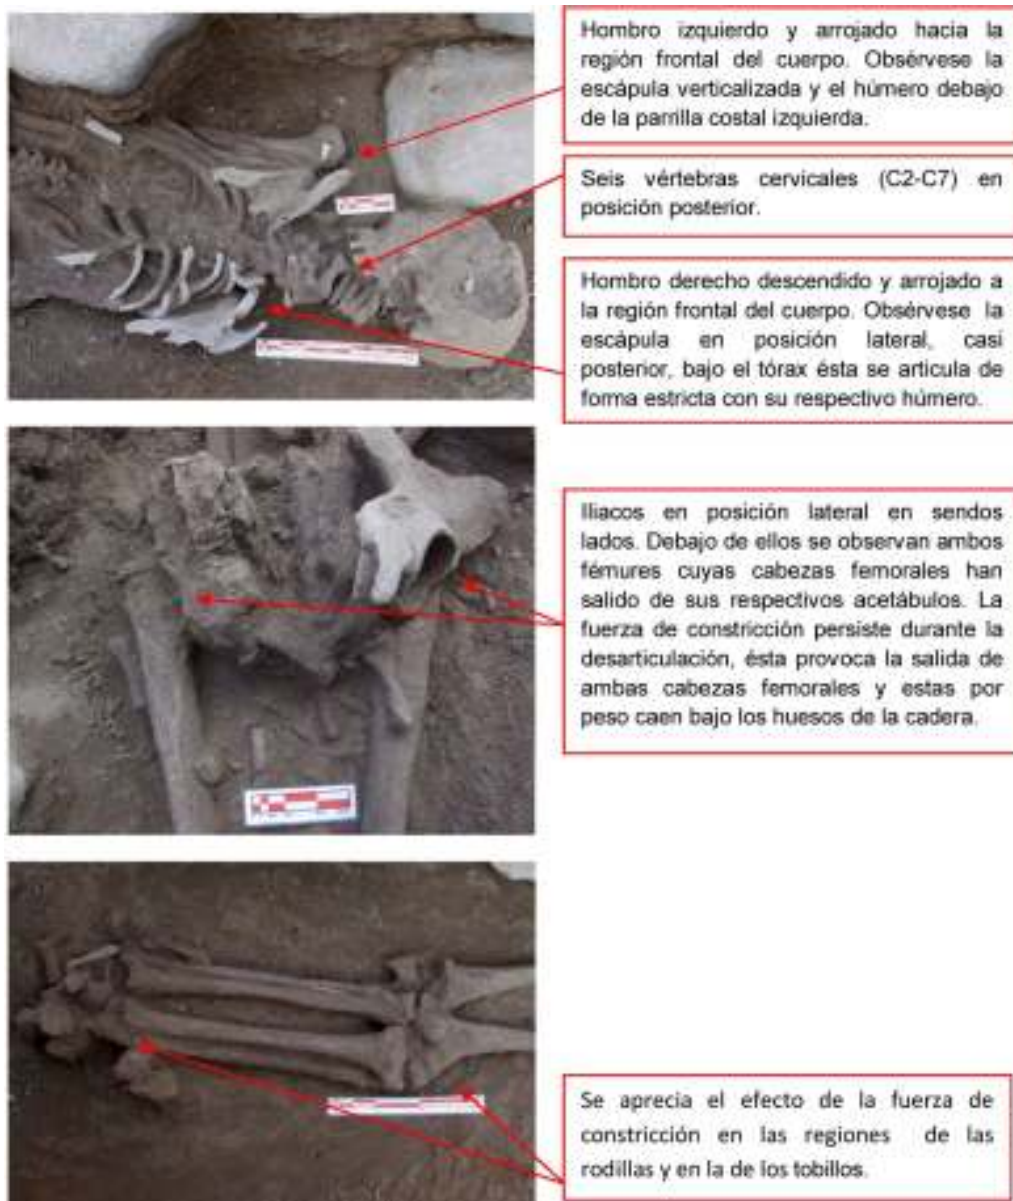 Hombro izquierdo y arrojado hacia la
región frontal del cuerpo. Obsérvese la
escápula verticalizada y el húmero debajo
de la parrilla costal izquierda.
Seis vértebras cervicales (C2-C7) en
posición posterior.
Hombro derecho descendido y arrojado a
la región frontal del cuerpo. Obsérvese la
escápula en posición lateral, casi
posterior, bajo el tórax ésta se articula de
forma estricta con su respectivo húmero.
Iliacos en posición lateral en sendos
lados. Debajo de ellos se observan ambos
fémures cuyas cabezas femorales han
salido de sus respectivos acetábulos. La
fuerza de constricción persiste durante la
desarticulación, ésta provoca la salida de
ambas cabezas femorales y estas por
peso caen bajo los huesos de la cadera.
Se aprecia el efecto de la fuerza de
constricción en las regiones de las
rodillas y en la de los tobillos.